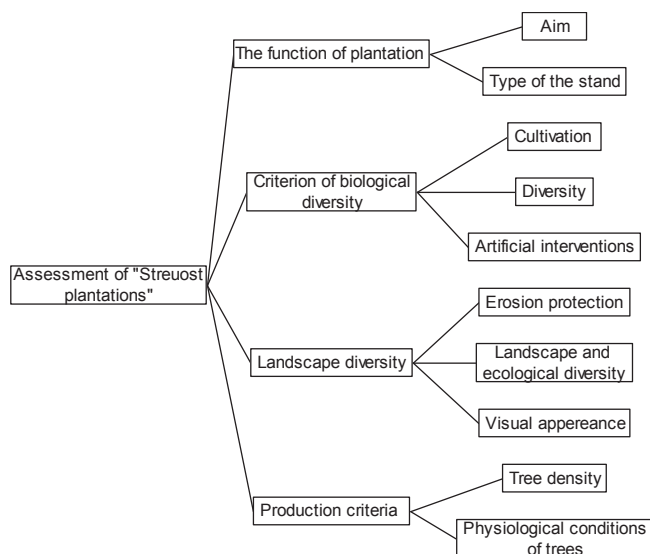 Aim
The function of plantation
Type of the stand
Cultivation
Criterion of biological
diversity
Diversity
Artificial interventions
Assessment of "Streuost
plantations"
Erosion protection
Landscape diversity
Landscape and
ecological diversity
Visual appereance
Tree density
Production criteria
Physiological conditions
of trees